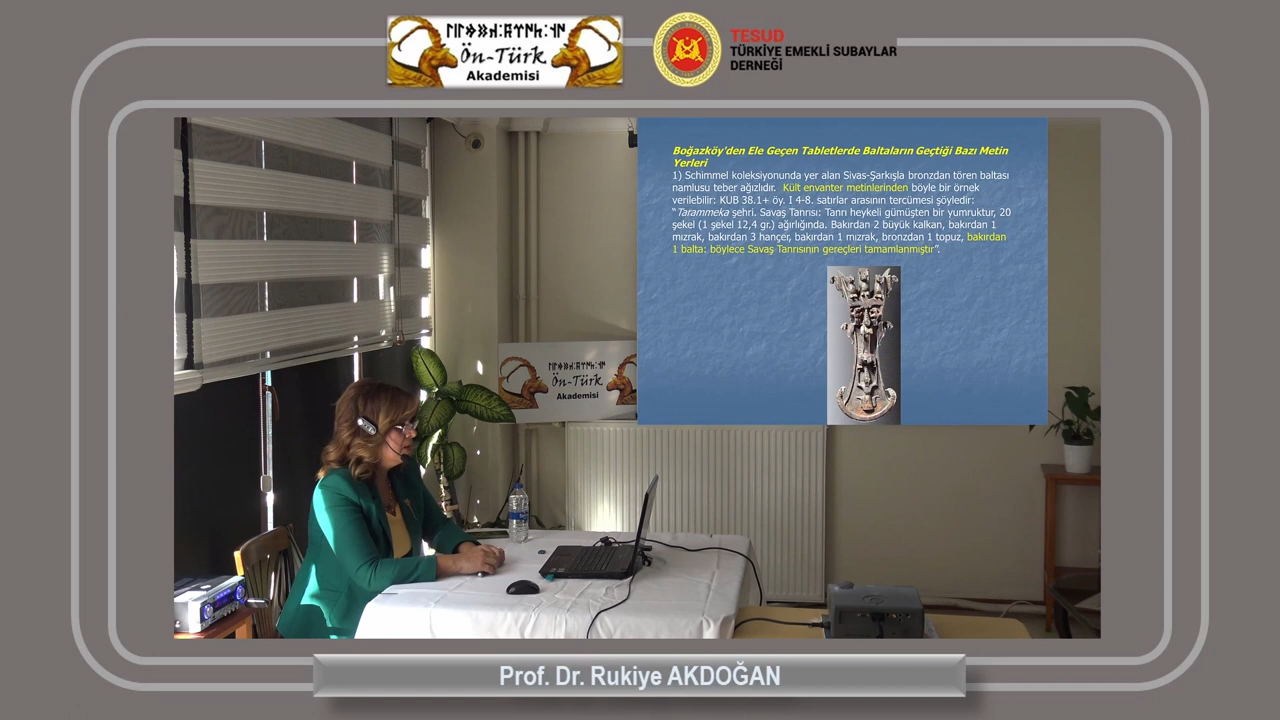 Ön-Türk
Akademisi
TESUD
TÜRKİYE EMEKLİ SUBAYLAR
DERNEĞİ
Boğazköy'den Ele Geçen Tabletlerde Baltaların Geçtiği Bazı Metin
Yerleri
1) Schimmel koleksiyonunda yer alan Sivas-Şarkışla bronzdan tören baltası
namlusu teber ağızlıdır. Kült envanter metinlerinden böyle bir örnek
verilebilir: KUB 38.1+ öy. I 4-8. satırlar arasının tercümesi şöyledir:
"Tarammeka şehri. Savaş Tanrısı: Tanrı heykeli gümüşten bir yumruktur, 20
şekel (1 şekel 12,4 gr.) ağırlığında. Bakırdan 2 büyük kalkan, bakırdan 1
mızrak, bakırdan 3 hançer, bakırdan 1 mızrak, bronzdan 1 topuz, bakırdan
1 balta: böylece Savaş Tanrısının gereçleri tamamlanmıştır".
Ön-Türk
Akademisi
Prof. Dr. Rukiye AKDOĞAN